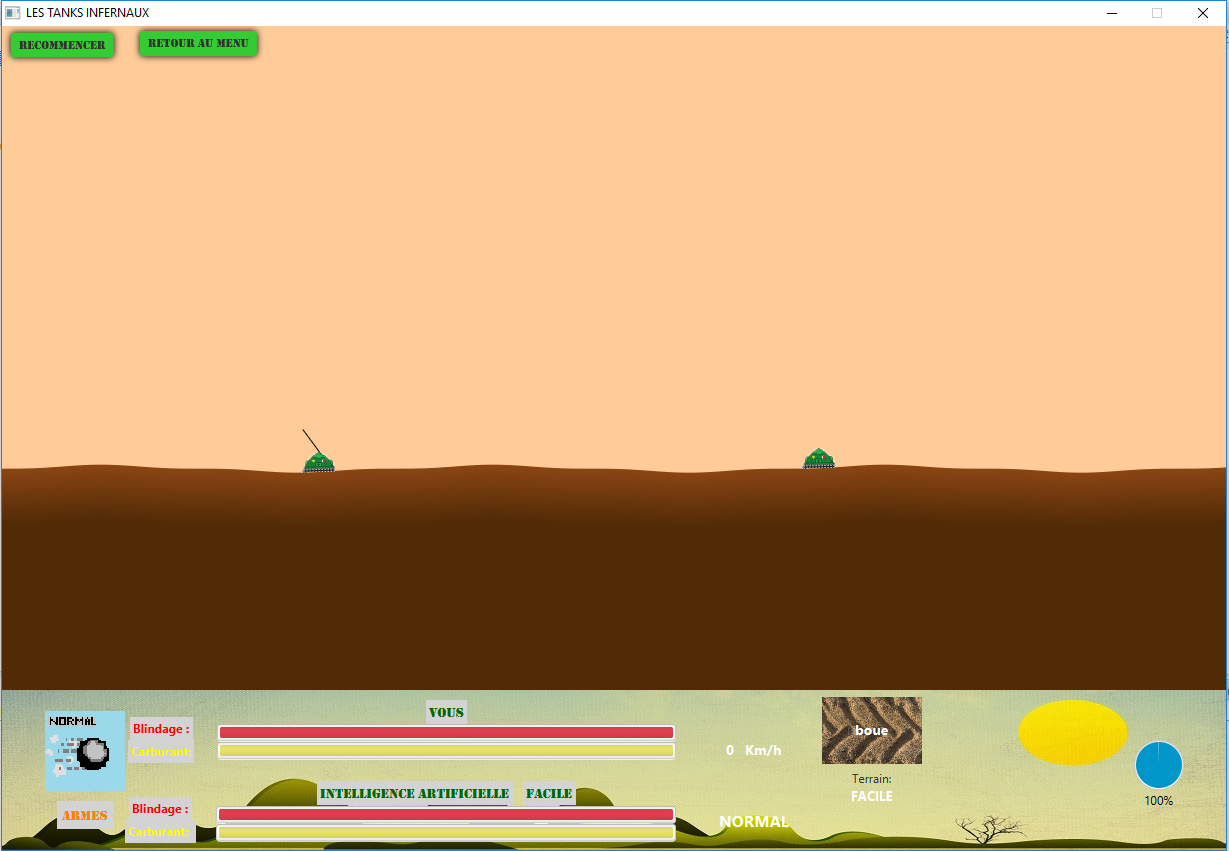 LES TANKS INFERNAUX
RECOMMENCER
RETOUR AU MENU
NORMAL
Blindage :
Carburant:
VOUS
0 Km/h
boue
Terrain:
FACILE
100%
ARMES
Blindage :
Carburant:
INTELLIGENCE ARTIFICIELLE FACILE
NORMAL